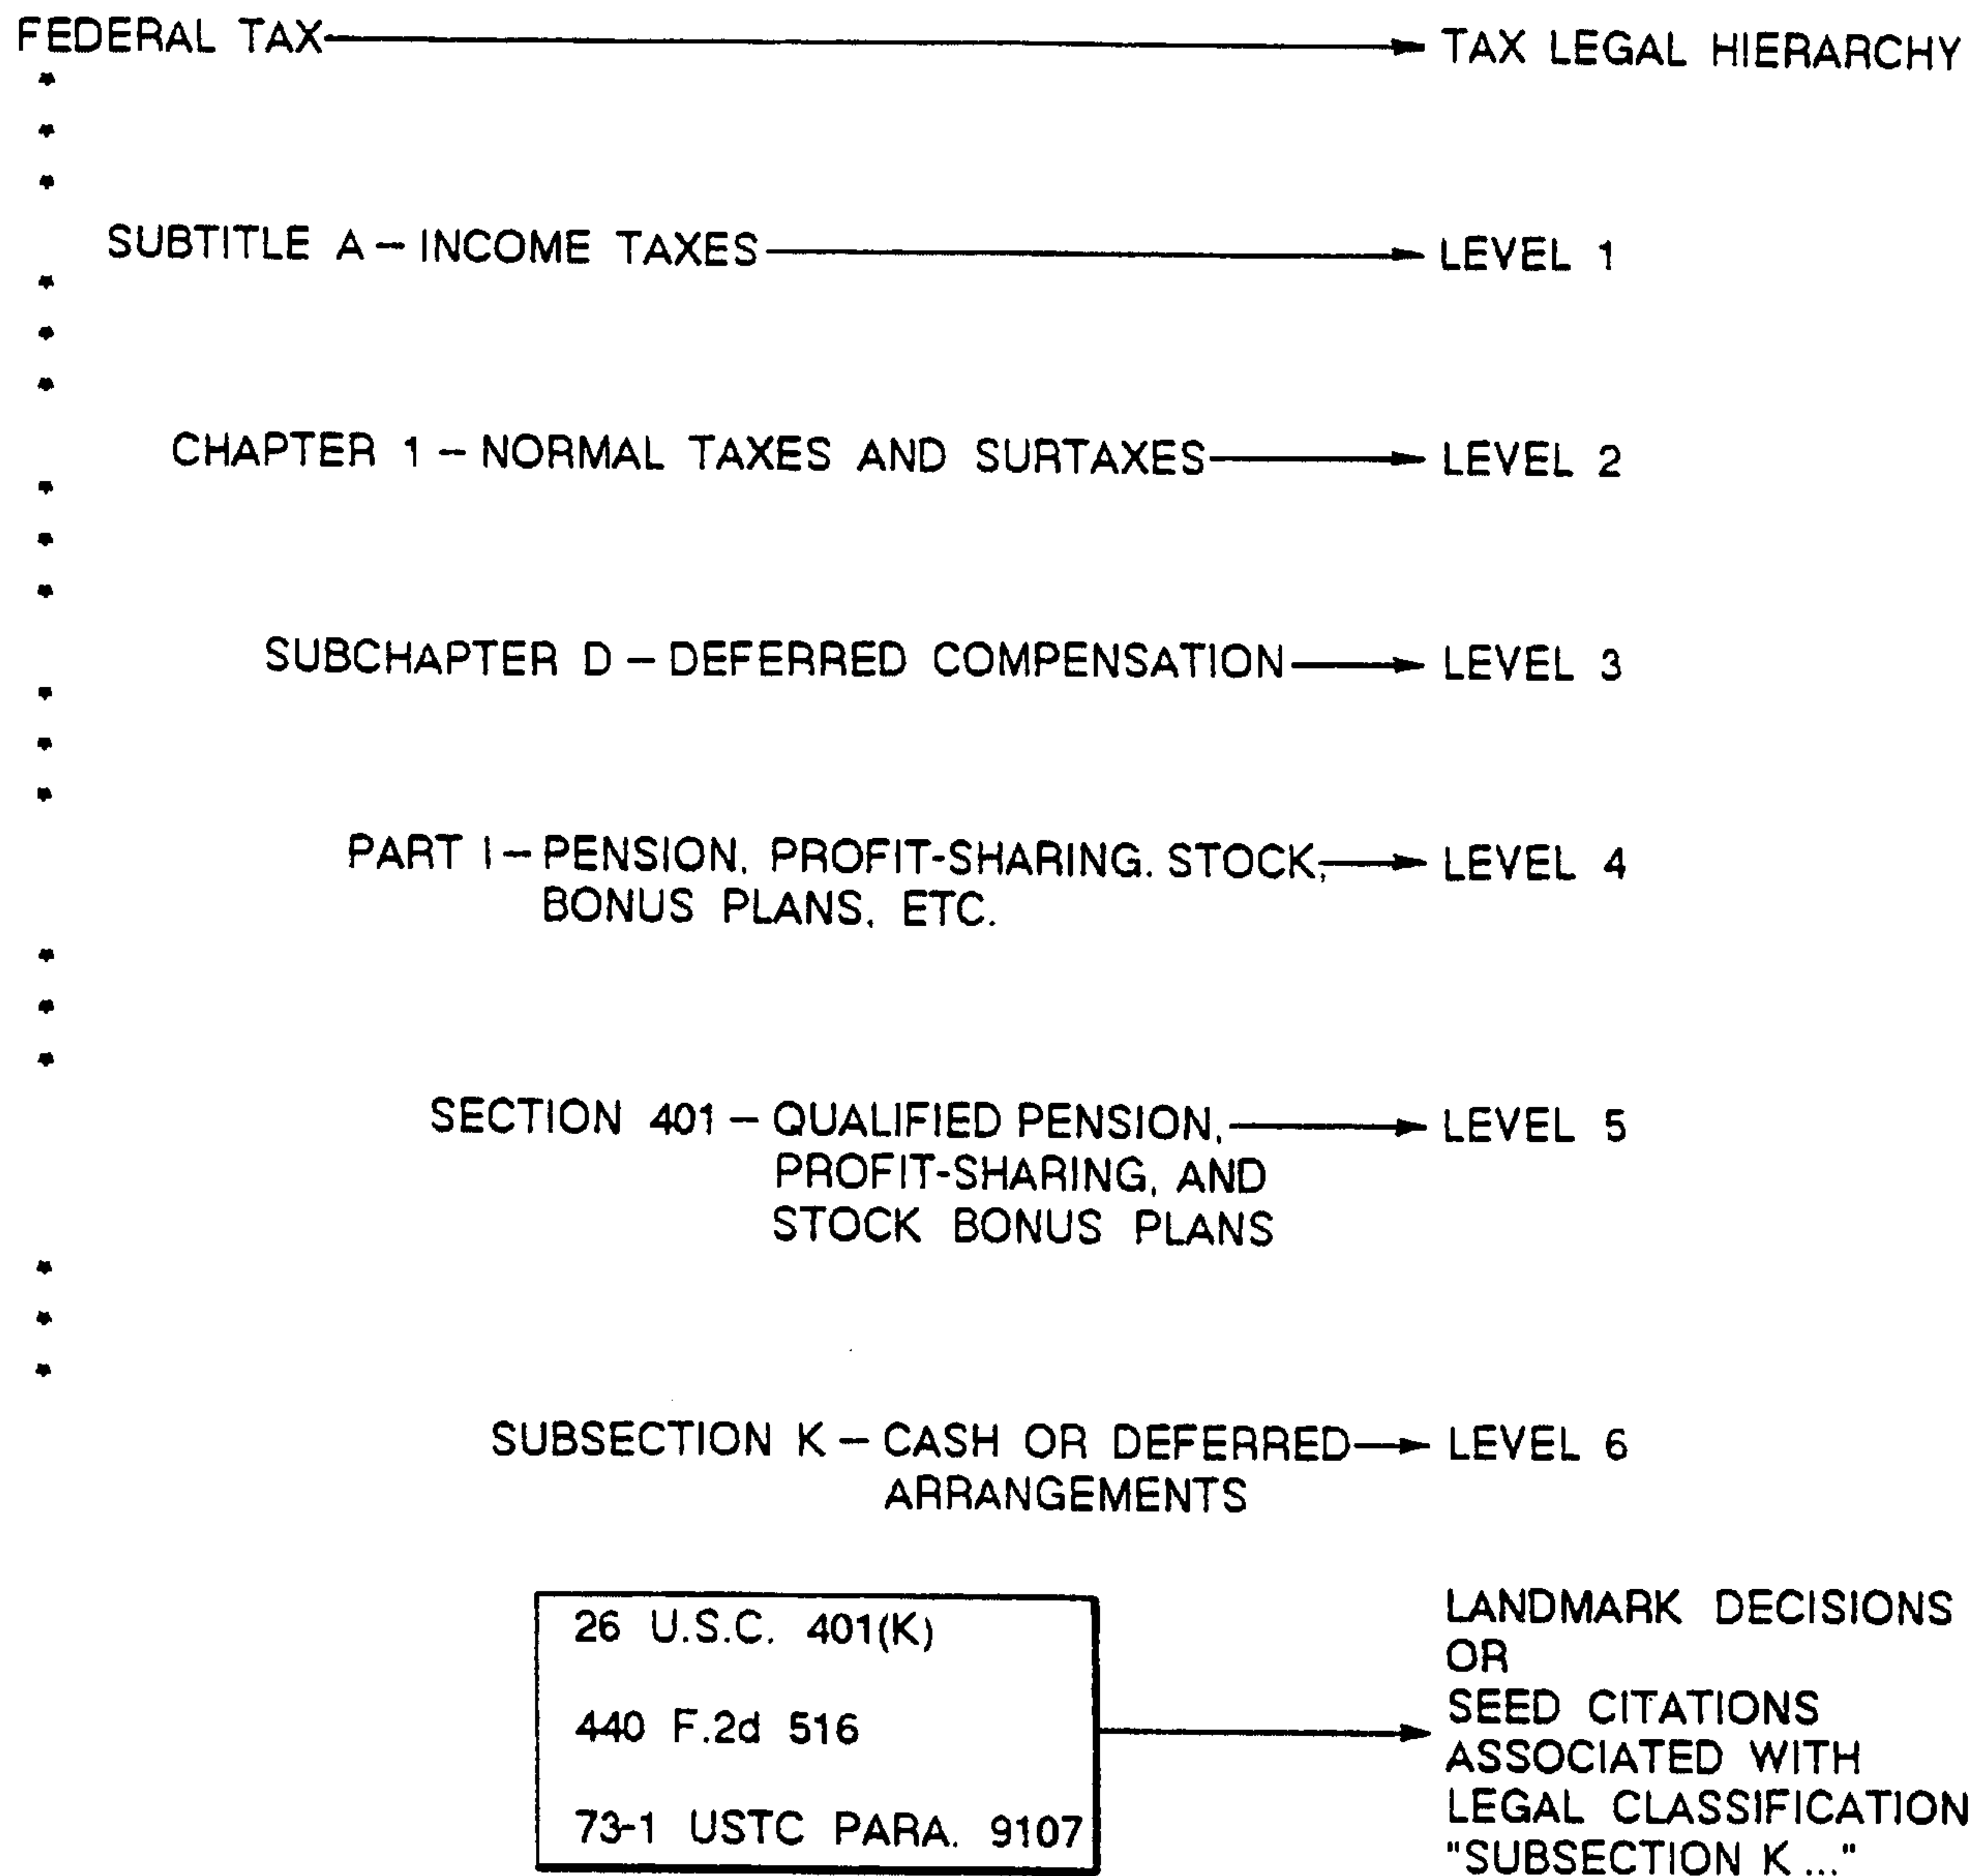 FEDERAL TAX TAX LEGAL HIERARCHY
SUBTITLE A – INCOME TAXES LEVEL 1
CHAPTER 1 – NORMAL TAXES AND SURTAXES LEVEL 2
SUBCHAPTER D – DEFERRED COMPENSATION LEVEL 3
PART I – PENSION, PROFIT-SHARING. STOCK, LEVEL 4
BONUS PLANS, ETC.
SECTION 401 – QUALIFIED PENSION, LEVEL 5
PROFIT-SHARING, AND
STOCK BONUS PLANS
SUBSECTION K – CASH OR DEFERRED LEVEL 6
ARRANGEMENTS
26 U.S.C. 401(K)
440 F.2d 516
73-1 USTC PARA. 9107
LANDMARK DECISIONS
OR
SEED CITATIONS
ASSOCIATED WITH
LEGAL CLASSIFICATION
"SUBSECTION K ..."